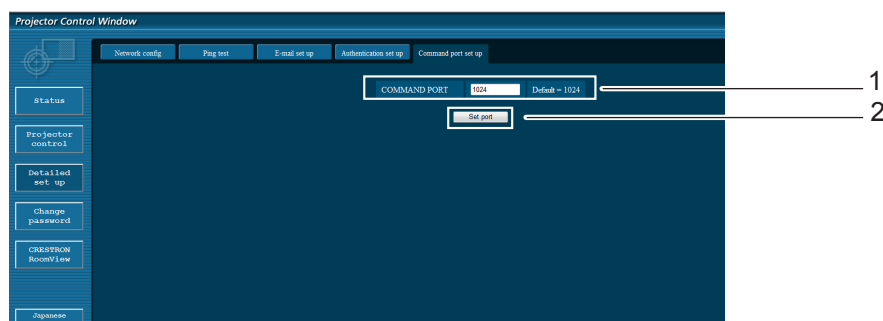 Projector Control Window
Network config Ping test E-mail set up Authentication set up Command port set up
COMMAND PORT 1024 Default = 1024 1
Set port 2
Status
Projector
control
Detailed
set up
Change
password
CRESTRON
RoomView
Japanese